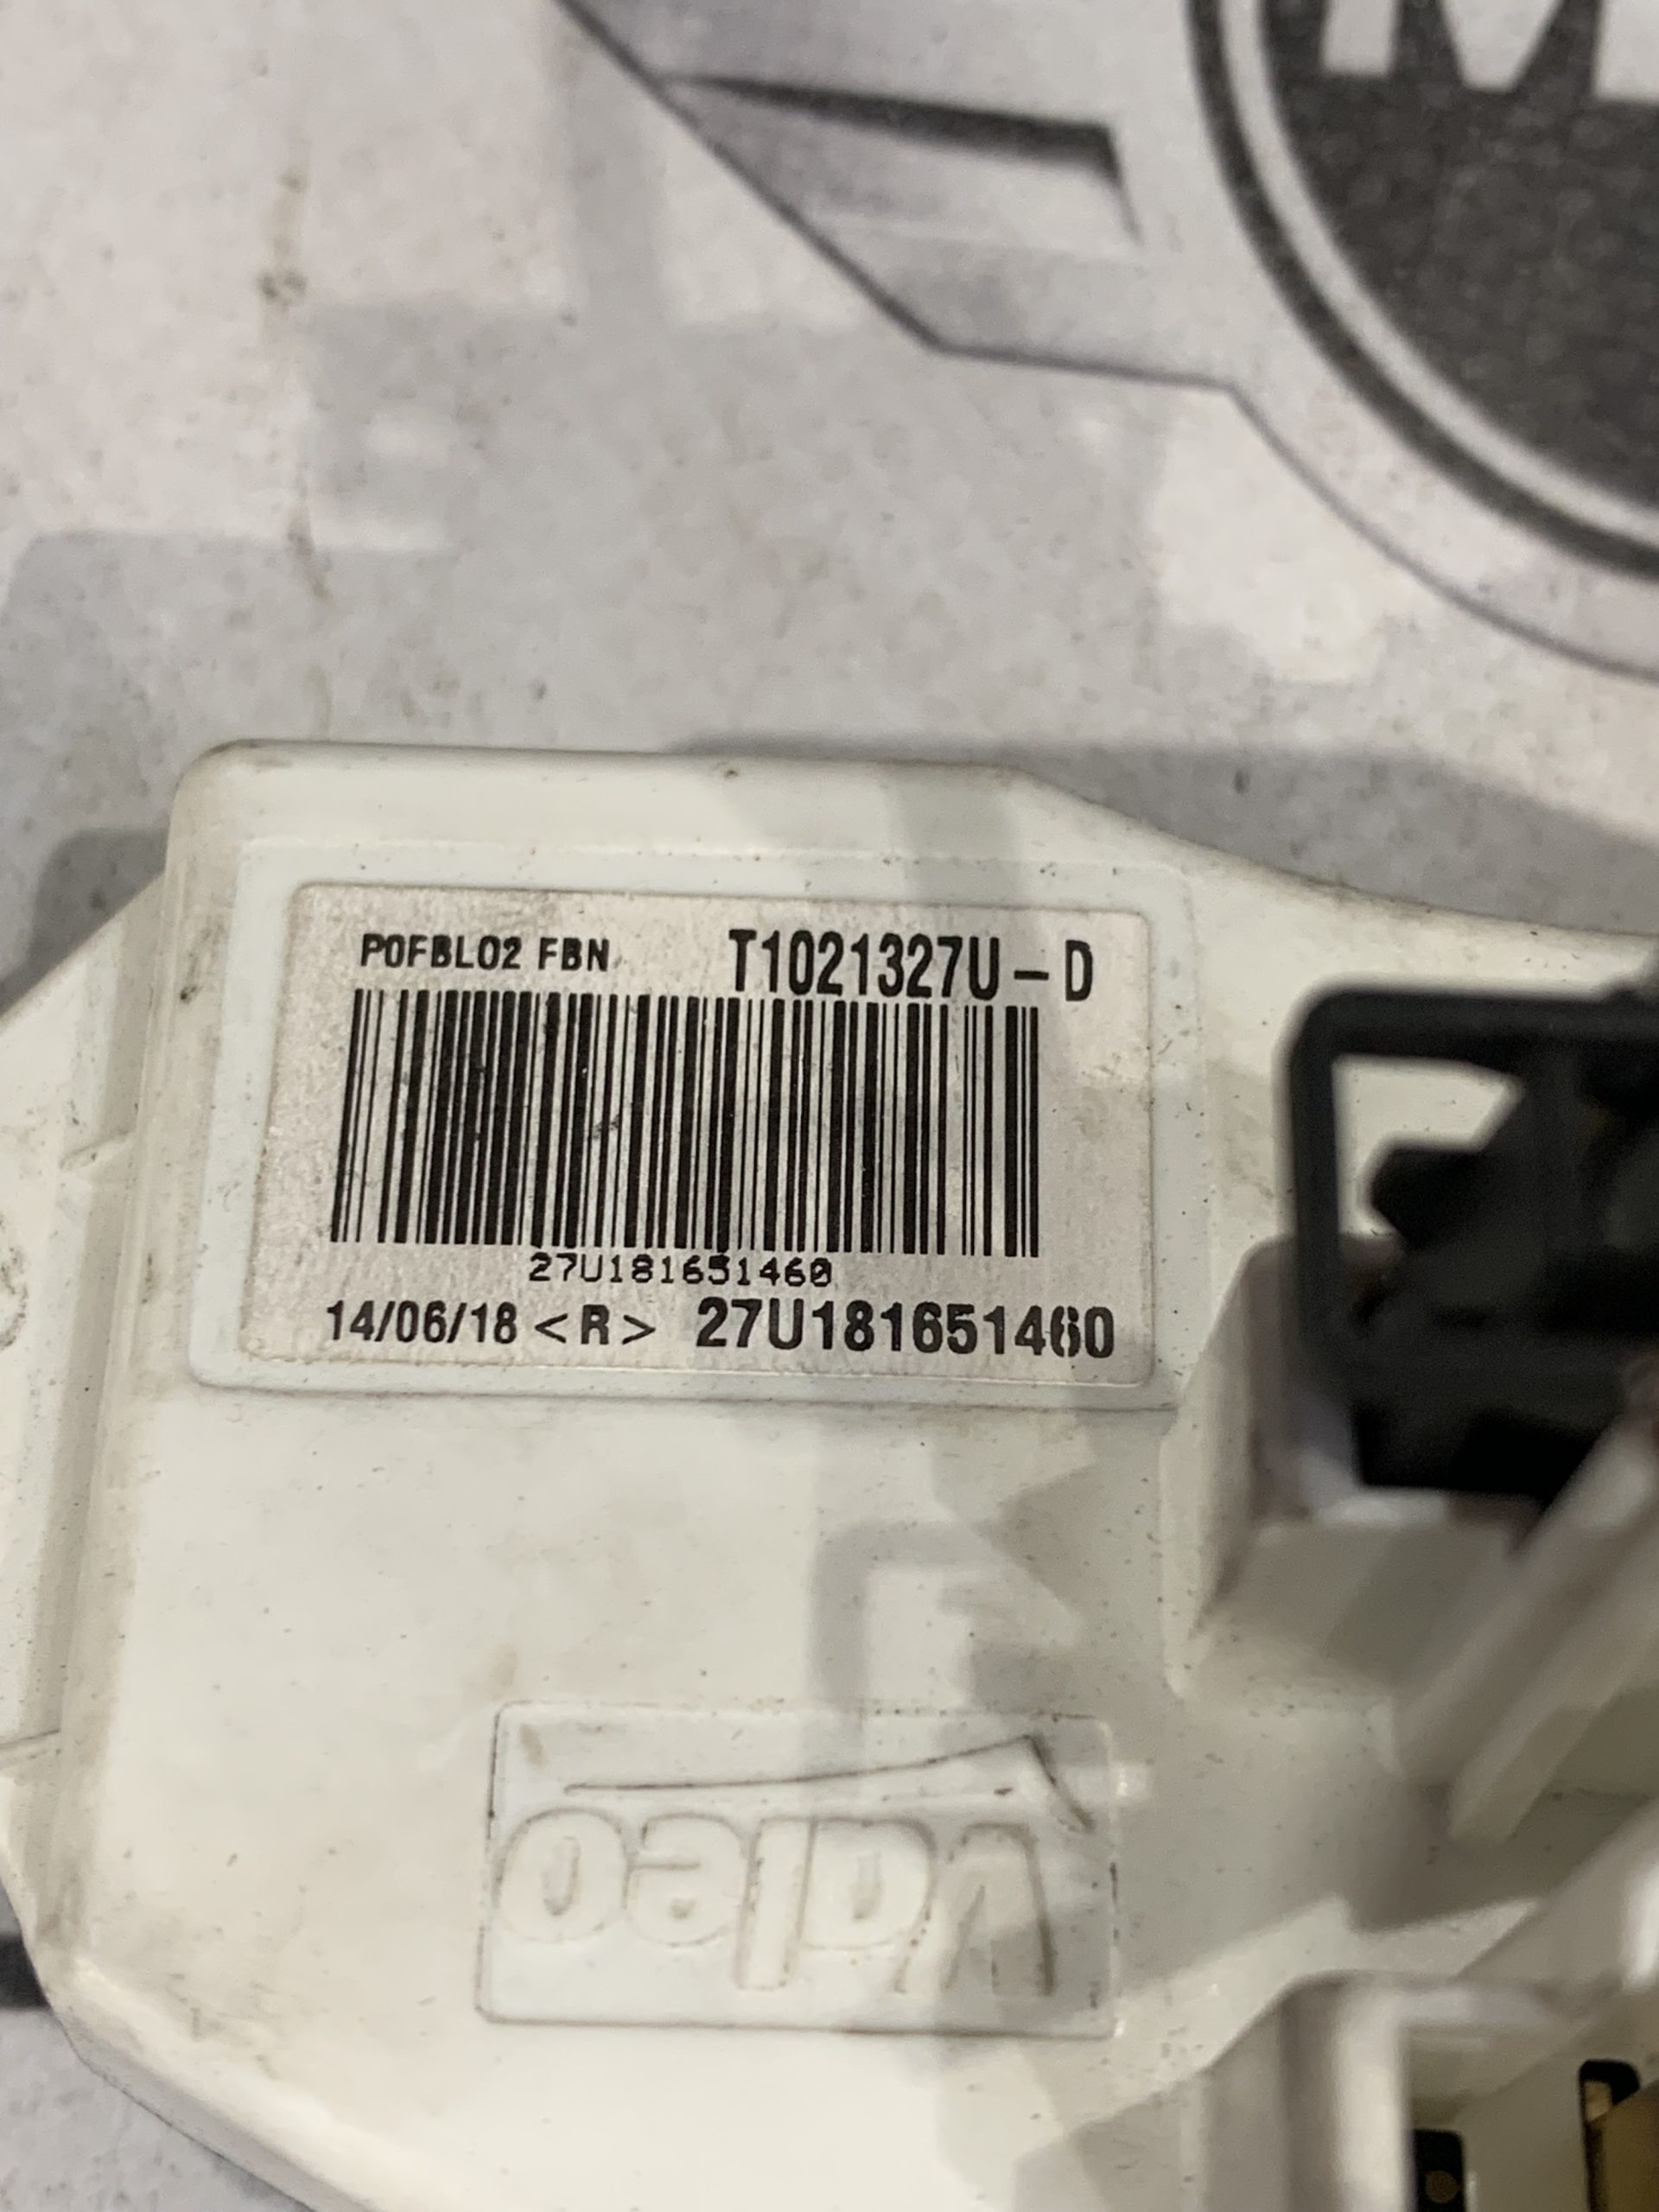 P0FBL02 FBN T1021327U – D
27U181651460
14/06/18 <R> 27U181651460
Valeo